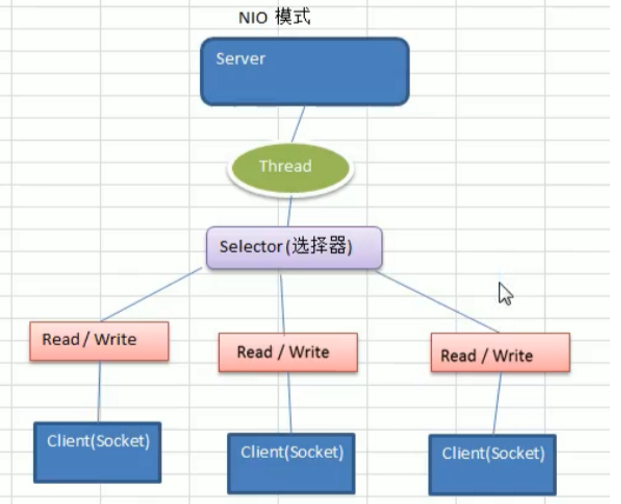 NIO 模式
Server
Thread
Selector(选择器)
Read / Write
Read / Write
Read / Write
Client(Socket)
Client(Socket)
Client(Socket)